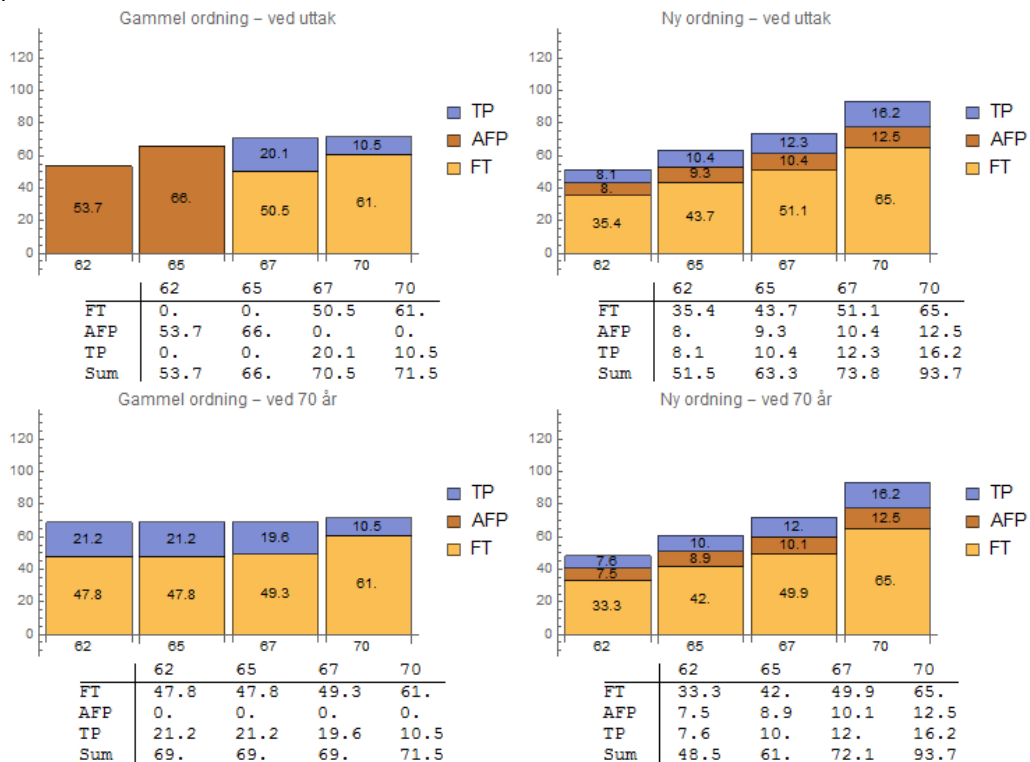 Gammel ordning – ved uttak
120
100
80
60
40
20
0
53.7
66.
20.1
50.5
10.5
61.
62 65 67 70
TP
AFP
FT
62 65 67 70
FT 0. 0. 50.5 61.
AFP 53.7 66. 0. 0.
TP 0. 0. 20.1 10.5
Sum 53.7 66. 70.5 71.5
Ny ordning – ved uttak
120
100
80
60
40
20
0
8.1
8.
35.4
10.4
9.3
43.7
12.3
10.4
51.1
16.2
12.5
65.
62 65 67 70
TP
AFP
FT
62 65 67 70
FT 35.4 43.7 51.1 65.
AFP 8. 9.3 10.4 12.5
TP 8.1 10.4 12.3 16.2
Sum 51.5 63.3 73.8 93.7
Gammel ordning – ved 70 år
120
100
80
60
40
20
0
21.2
47.8
21.2
47.8
19.6
49.3
10.5
61.
62 65 67 70
TP
AFP
FT
62 65 67 70
FT 47.8 47.8 49.3 61.
AFP 0. 0. 0. 0.
TP 21.2 21.2 19.6 10.5
Sum 69. 69. 69. 71.5
Ny ordning – ved 70 år
120
100
80
60
40
20
0
7.6
7.5
33.3
10.
8.9
42.
12.
10.1
49.9
16.2
12.5
65.
62 65 67 70
TP
AFP
FT
62 65 67 70
FT 33.3 42. 49.9 65.
AFP 7.5 8.9 10.1 12.5
TP 7.6 10. 12. 16.2
Sum 48.5 61. 72.1 93.7